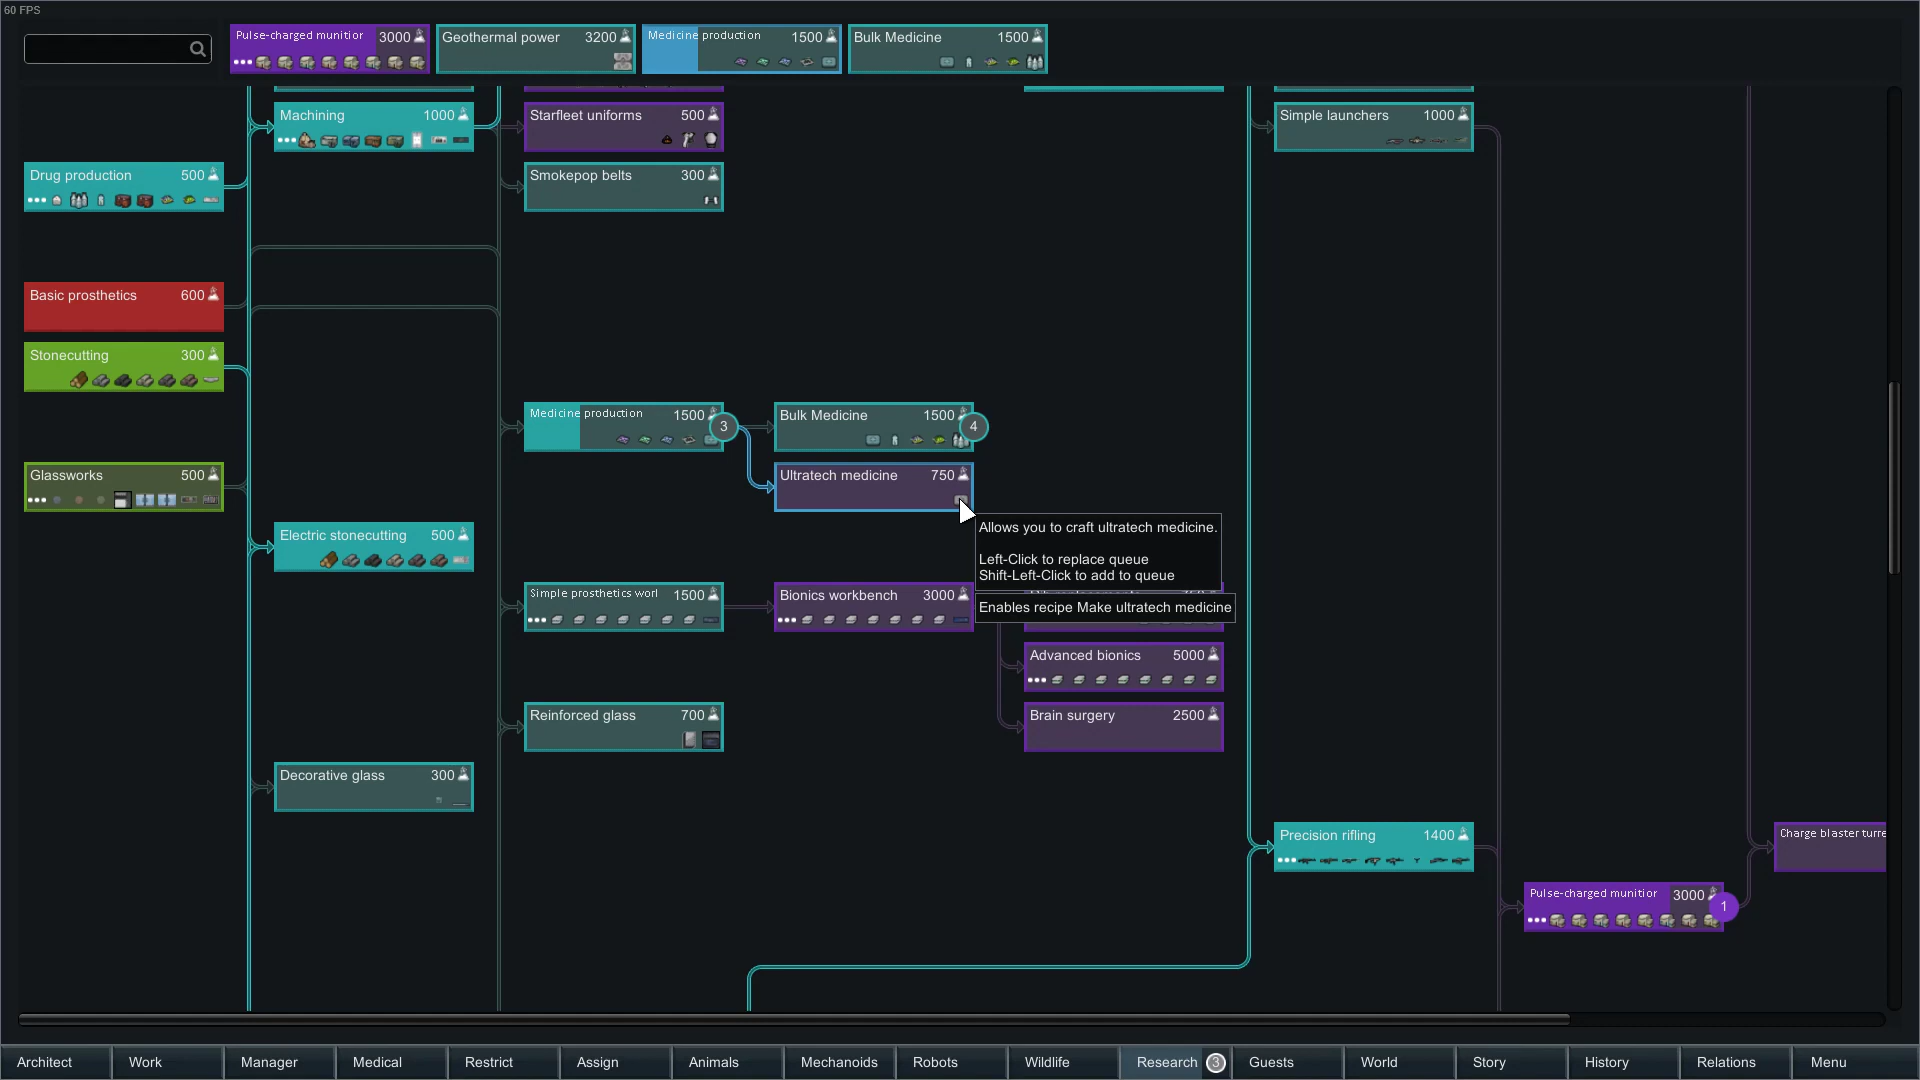 60 FPS
Pulse-charged munitior 3000
Geothermal power 3200
Medicine production 1500
Bulk Medicine 1500
Machining 1000
Starfleet uniforms 500
Simple launchers 1000
Drug production 500
Smokepop belts 300
Basic prosthetics 600
Stonecutting 300
Medicine production 1500
3
Bulk Medicine 1500
4
Glassworks 500
Ultratech medicine 750
Allows you to craft ultratech medicine.
Left-Click to replace queue
Shift-Left-Click to add to queue
Electric stonecutting 500
Simple prosthetics worl 1500
Bionics workbench 3000
Enables recipe Make ultratech medicine
Advanced bionics 5000
Reinforced glass 700
Brain surgery 2500
Decorative glass 300
Precision rifling 1400
Charge blaster turre
Pulse-charged munitior 3000
1
Architect
Work
Manager
Medical
Restrict
Assign
Animals
Mechanoids
Robots
Wildlife
Research 3
Guests
World
Story
History
Relations
Menu